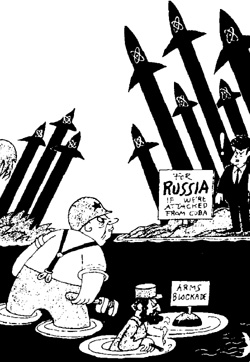 FOR
RUSSIA
IF WE'RE
ATTACKED
FROM CUBA
ARMS
BLOCKADE